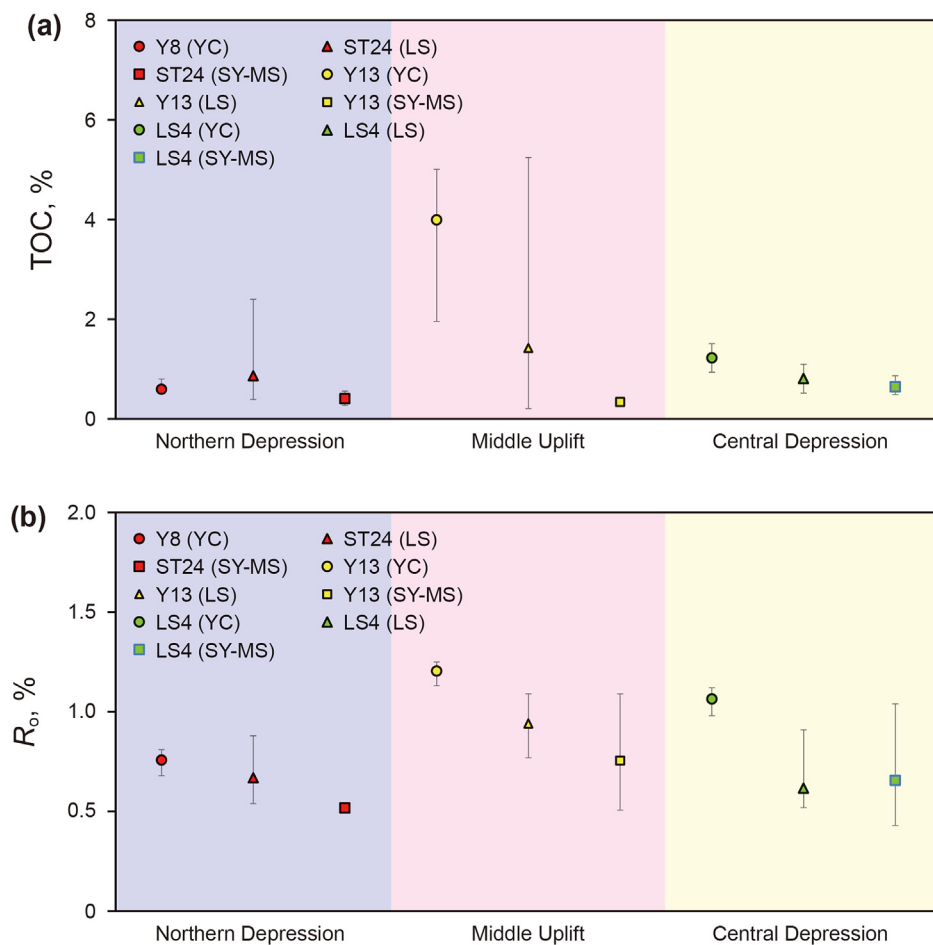 (a)
8
6
4
2
0
TOC, %
Y8 (YC) ST24 (LS)
ST24 (SY-MS) Y13 (YC)
Y13 (LS) Y13 (SY-MS)
LS4 (YC) LS4 (LS)
LS4 (SY-MS)
Northern Depression Middle Uplift Central Depression
(b)
2.0
1.5
1.0
0.5
0
Ro, %
Y8 (YC) ST24 (LS)
ST24 (SY-MS) Y13 (YC)
Y13 (LS) Y13 (SY-MS)
LS4 (YC) LS4 (LS)
LS4 (SY-MS)
Northern Depression Middle Uplift Central Depression